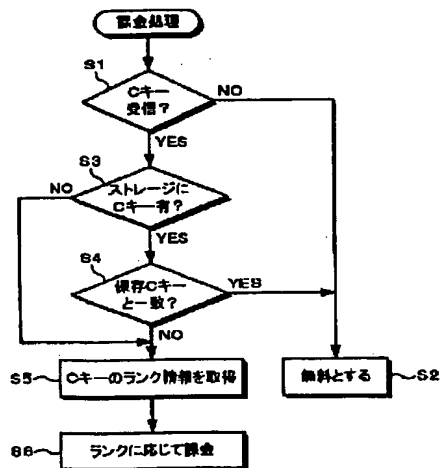 課金処理
S1
Cキー
受信？
NO
YES
S3
NO
ストレージに
Cキー有？
YES
S4
保存Cキー
と一致？
YES
NO
S5
Cキーのランク情報を取得
無料とする
S2
S6
ランクに応じて課金